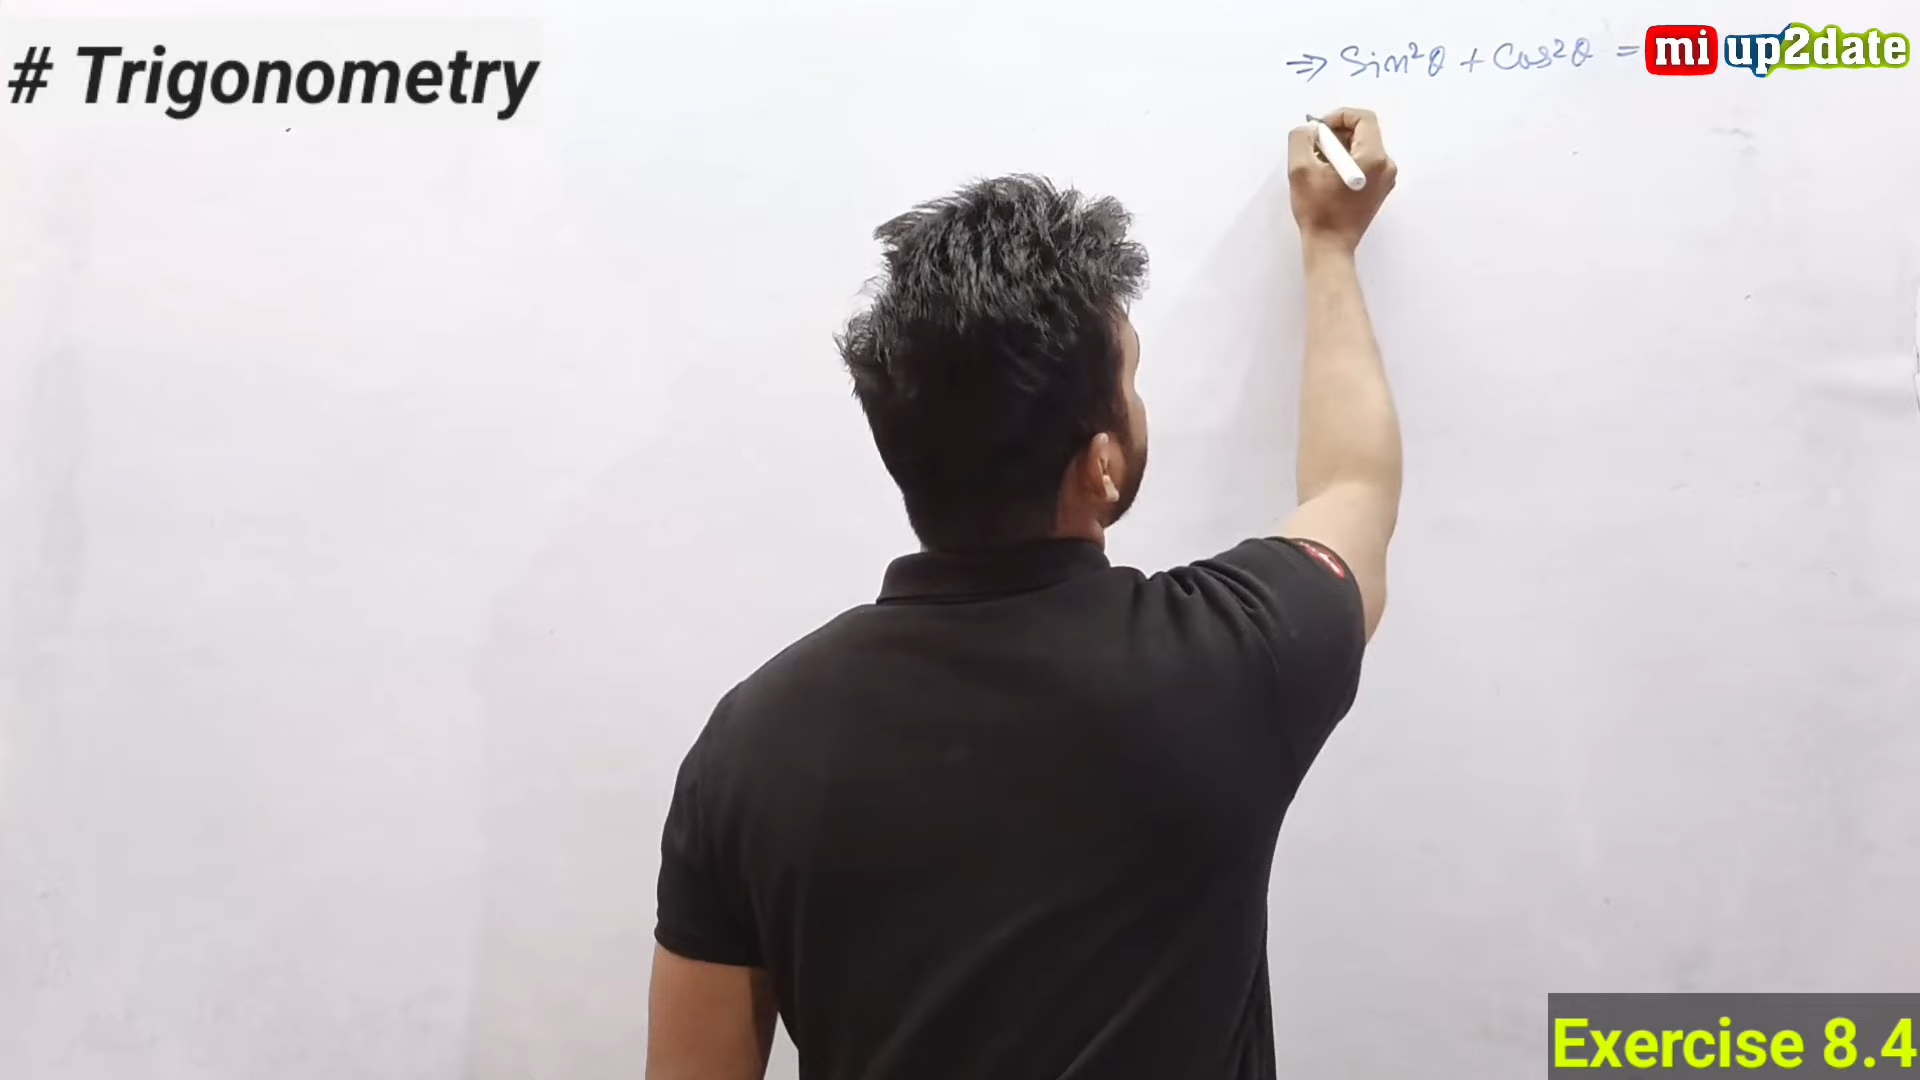 # Trigonometry
⇒ Sin²θ + Cos²θ =
mi up2date
Exercise 8.4